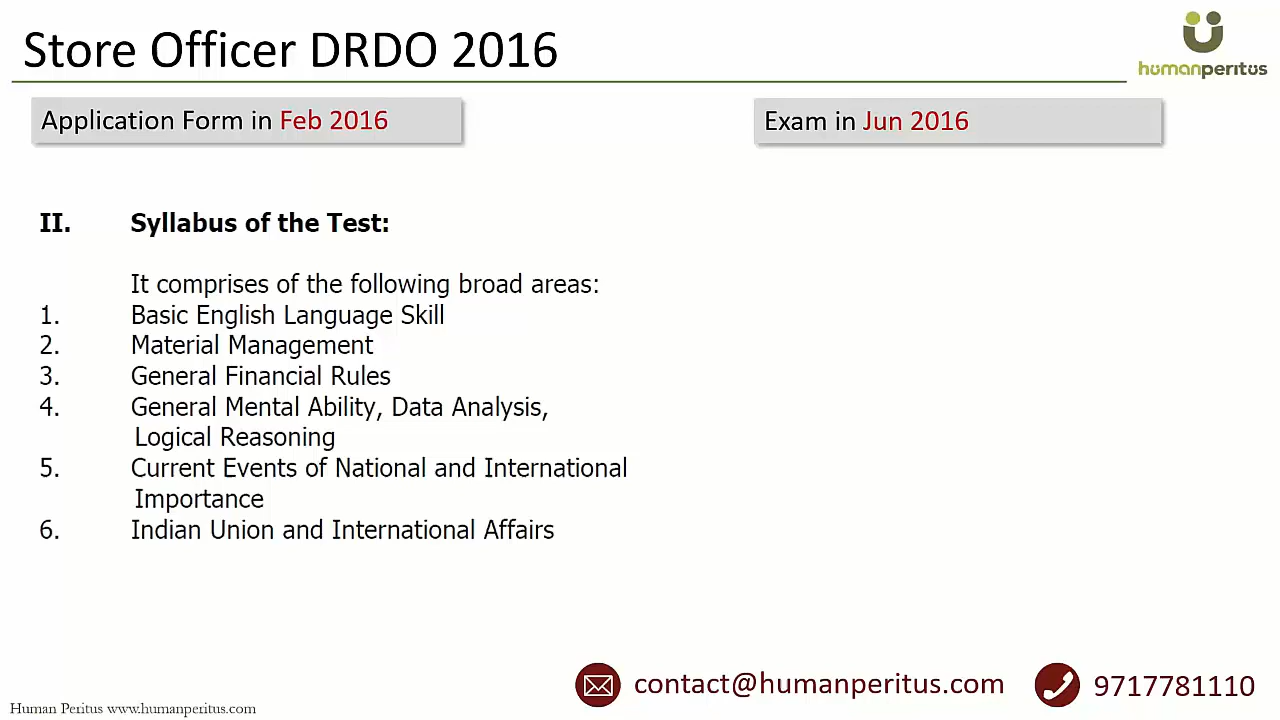 Store Officer DRDO 2016
humanperitus
Application Form in Feb 2016
Exam in Jun 2016
II. Syllabus of the Test:
It comprises of the following broad areas:
1. Basic English Language Skill
2. Material Management
3. General Financial Rules
4. General Mental Ability, Data Analysis,
Logical Reasoning
5. Current Events of National and International
Importance
6. Indian Union and International Affairs
contact@humanperitus.com
9717781110
Human Peritus www.humanperitus.com